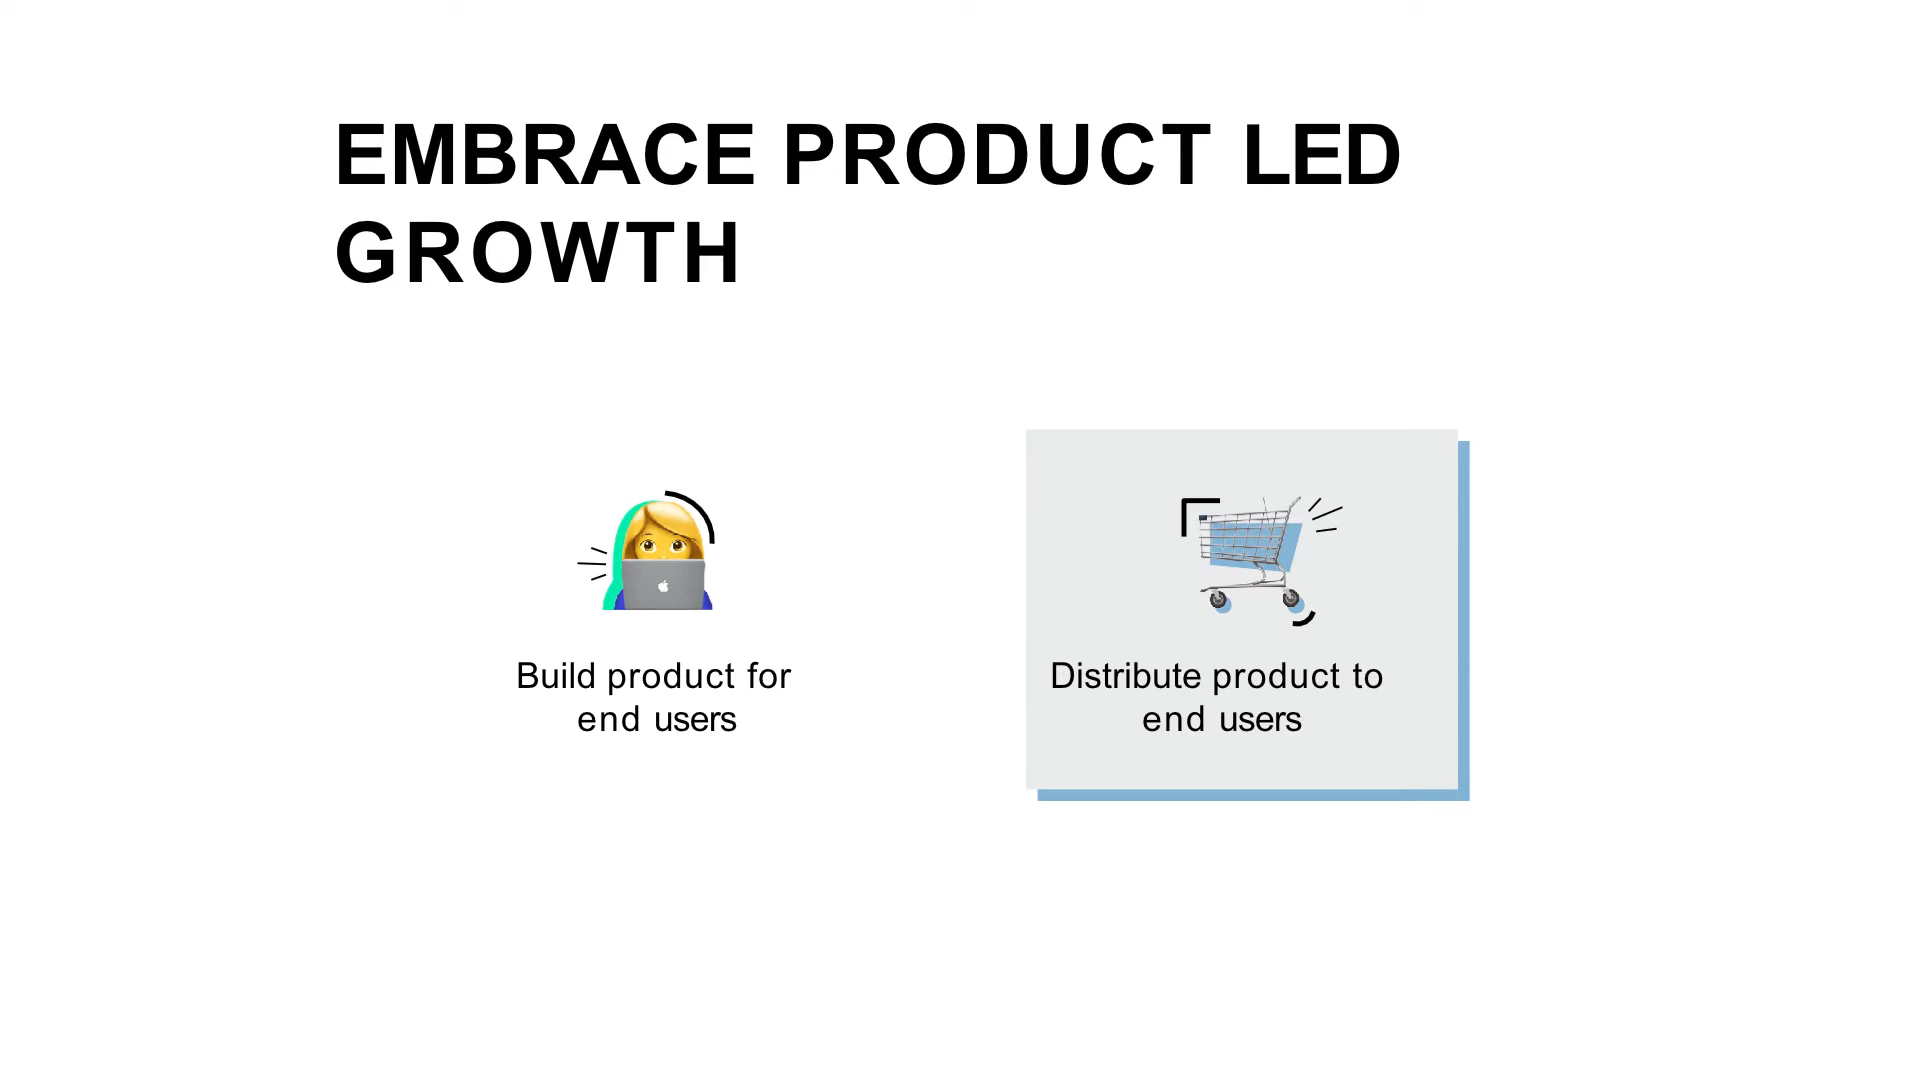 EMBRACE PRODUCT LED
GROWTH
Build product for
end users
Distribute product to
end users